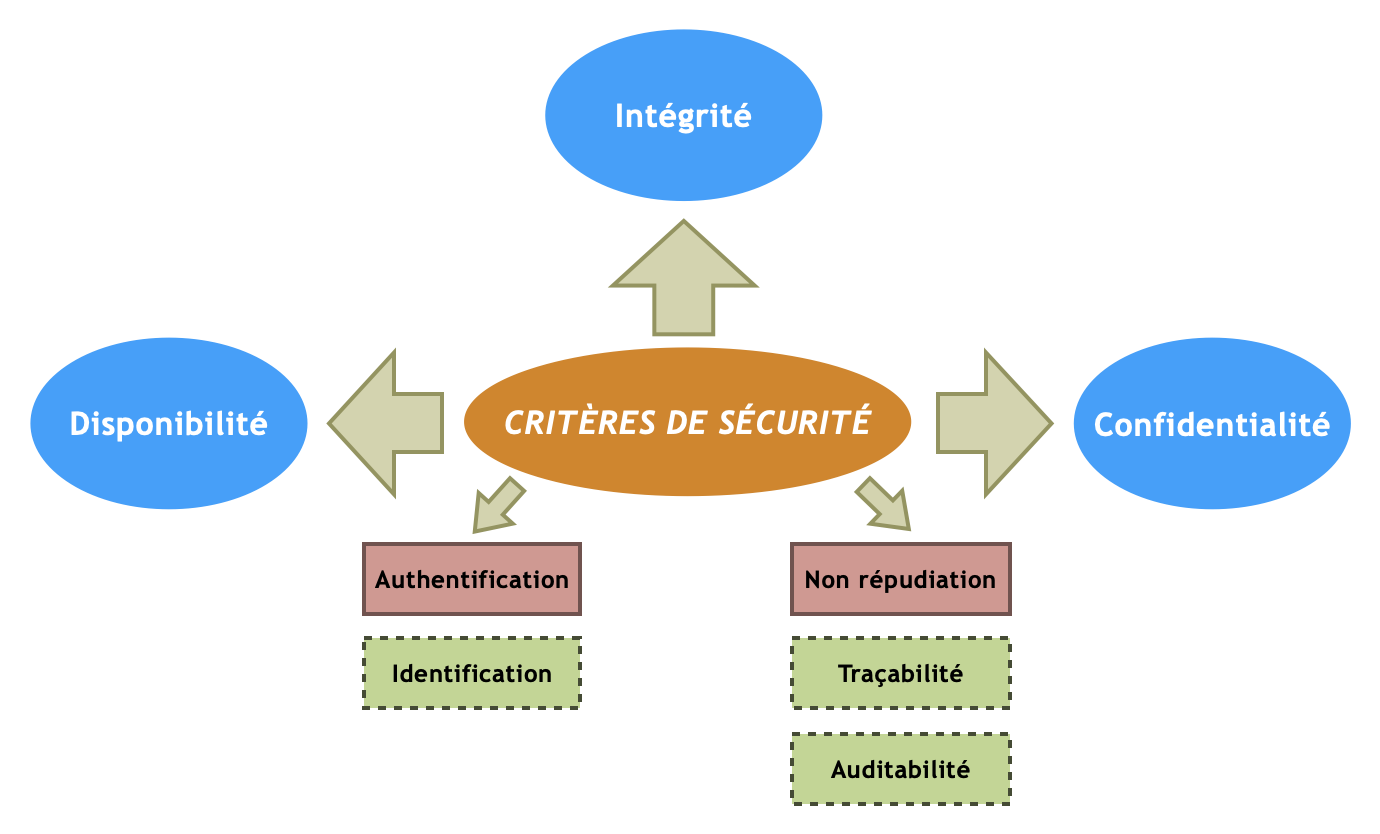 Intégrité
Disponibilité
CRITÈRES DE SÉCURITÉ
Confidentialité
Authentification
Non répudiation
Identification
Traçabilité
Auditabilité